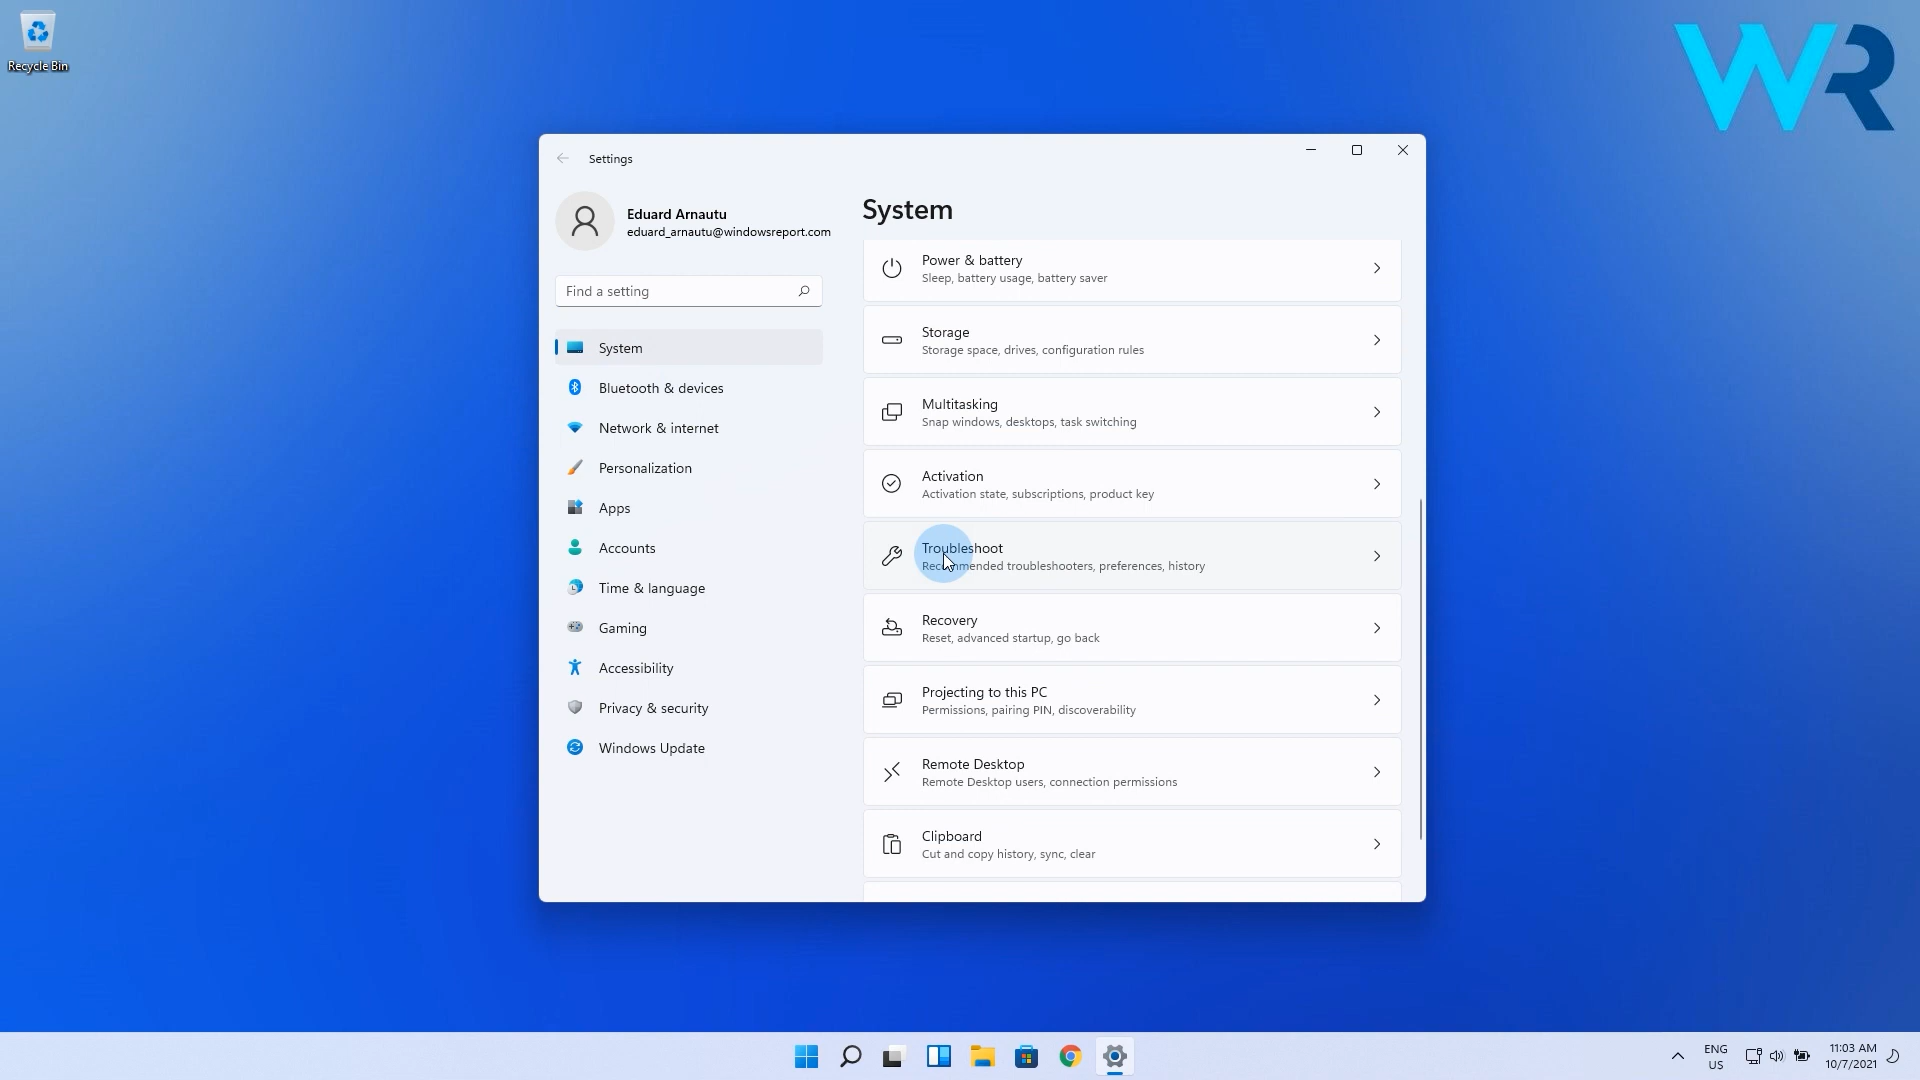 Recycle Bin
WR
Settings
Eduard Arnautu
eduard_arnautu@windowsreport.com
Find a setting
System
Bluetooth & devices
Network & internet
Personalization
Apps
Accounts
Time & language
Gaming
Accessibility
Privacy & security
Windows Update
System
Power & battery
Sleep, battery usage, battery saver
Storage
Storage space, drives, configuration rules
Multitasking
Snap windows, desktops, task switching
Activation
Activation state, subscriptions, product key
Troubleshoot
Recommended troubleshooters, preferences, history
Recovery
Reset, advanced startup, go back
Projecting to this PC
Permissions, pairing PIN, discoverability
Remote Desktop
Remote Desktop users, connection permissions
Clipboard
Cut and copy history, sync, clear
ENG
US
11:03 AM
10/7/2021